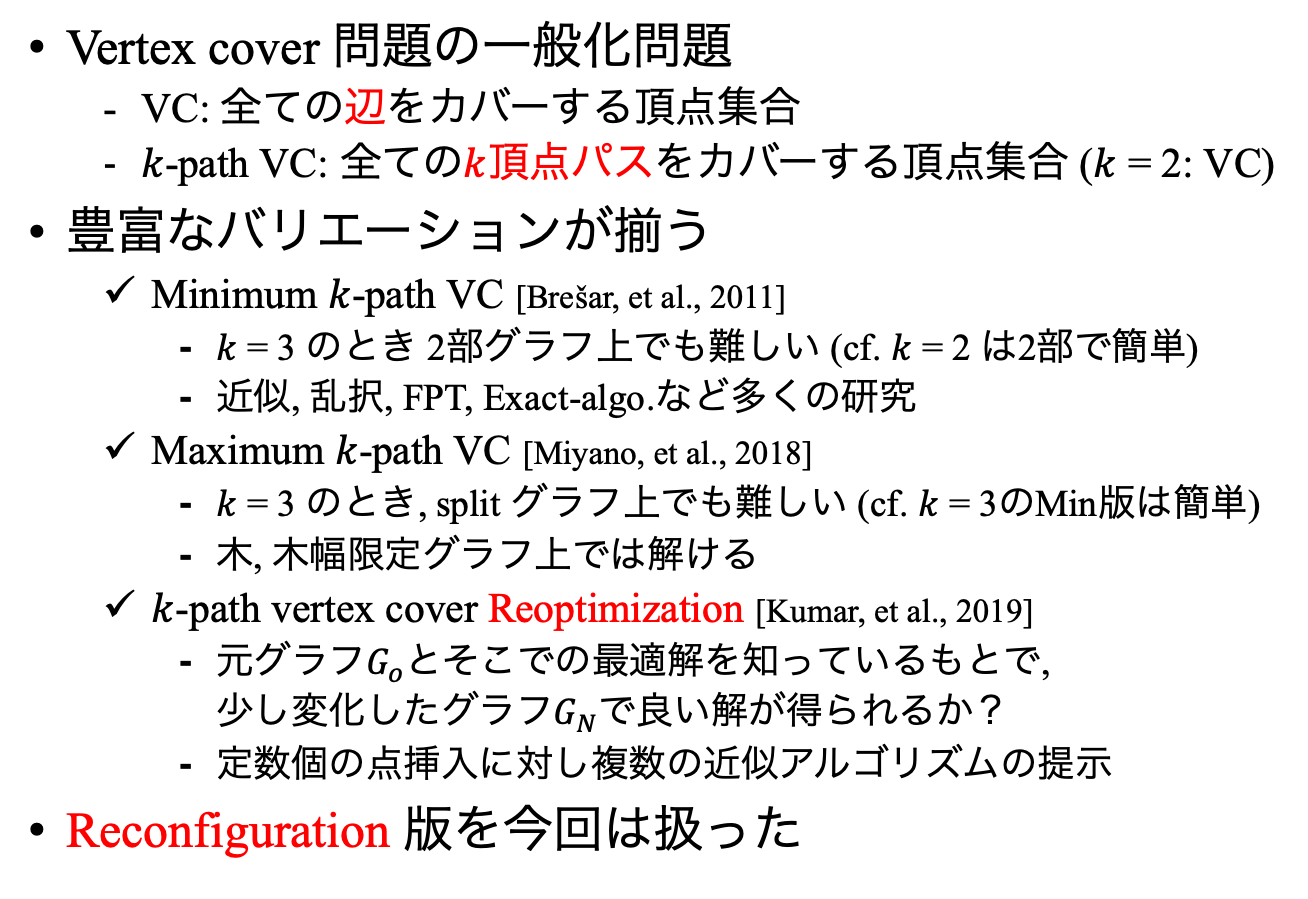 • Vertex cover 問題の一般化問題
- VC: 全ての辺をカバーする頂点集合
- k-path VC: 全てのk頂点パスをカバーする頂点集合 (k = 2: VC)
• 豊富なバリエーションが揃う
✓ Minimum k-path VC [Brešar, et al., 2011]
- k = 3 のとき 2部グラフ上でも難しい (cf. k = 2 は2部で簡単)
- 近似, 乱択, FPT, Exact-algo.など多くの研究
✓ Maximum k-path VC [Miyano, et al., 2018]
- k = 3 のとき, split グラフ上でも難しい (cf. k = 3のMin版は簡単)
- 木, 木幅限定グラフ上では解ける
✓ k-path vertex cover Reoptimization [Kumar, et al., 2019]
- 元グラフG_oとそこでの最適解を知っているもとで,
少し変化したグラフG_Nで良い解が得られるか？
- 定数個の点挿入に対し複数の近似アルゴリズムの提示
• Reconfiguration 版を今回は扱った